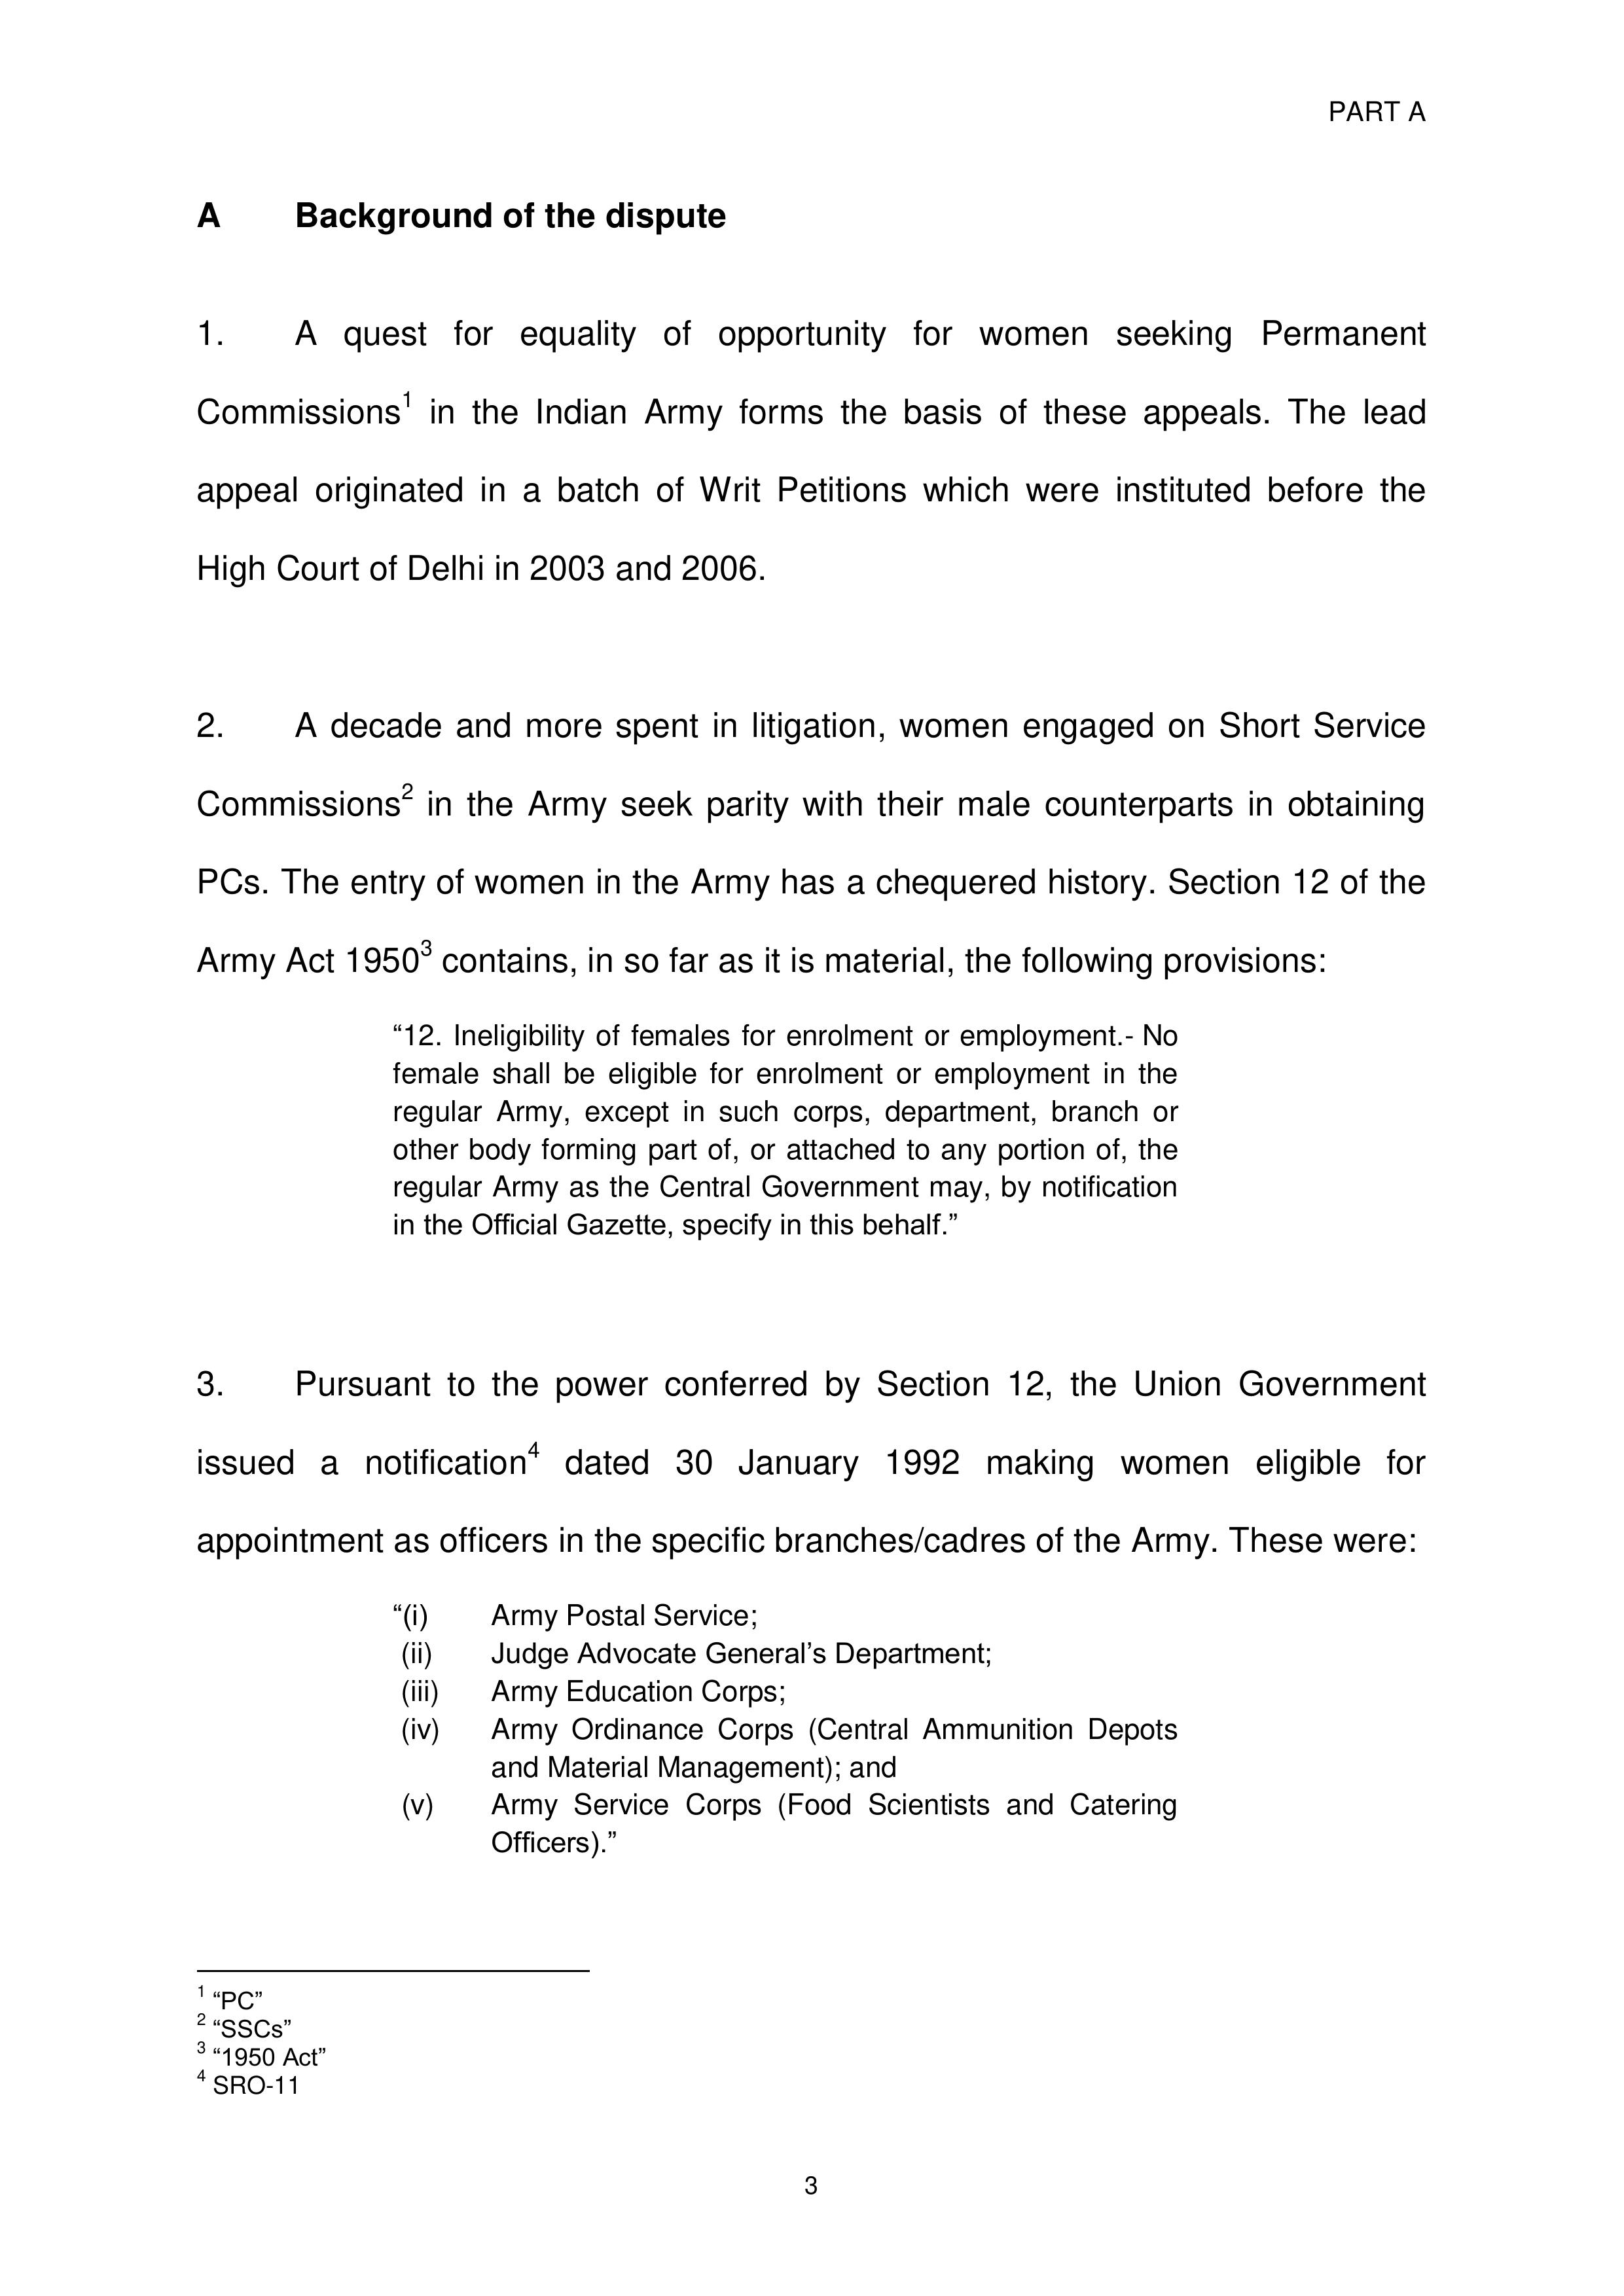 PART A
A Background of the dispute
1. A quest for equality of opportunity for women seeking Permanent
Commissions1 in the Indian Army forms the basis of these appeals. The lead
appeal originated in a batch of Writ Petitions which were instituted before the
High Court of Delhi in 2003 and 2006.
2. A decade and more spent in litigation, women engaged on Short Service
Commissions2 in the Army seek parity with their male counterparts in obtaining
PCs. The entry of women in the Army has a chequered history. Section 12 of the
Army Act 19503 contains, in so far as it is material, the following provisions:
“12. Ineligibility of females for enrolment or employment.- No
female shall be eligible for enrolment or employment in the
regular Army, except in such corps, department, branch or
other body forming part of, or attached to any portion of, the
regular Army as the Central Government may, by notification
in the Official Gazette, specify in this behalf.”
3. Pursuant to the power conferred by Section 12, the Union Government
issued a notification4 dated 30 January 1992 making women eligible for
appointment as officers in the specific branches/cadres of the Army. These were:
“(i) Army Postal Service;
(ii) Judge Advocate General’s Department;
(iii) Army Education Corps;
(iv) Army Ordinance Corps (Central Ammunition Depots
and Material Management); and
(v) Army Service Corps (Food Scientists and Catering
Officers).”
1 “PC”
2 “SSCs”
3 “1950 Act”
4 SRO-11
3